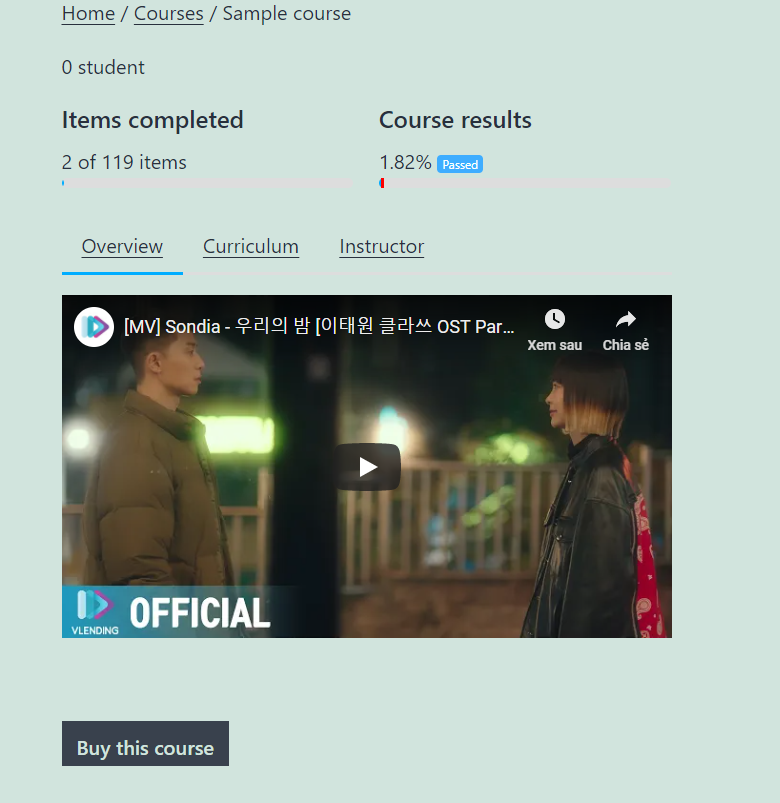 Home / Courses / Sample course
0 student
Items completed
2 of 119 items
Course results
1.82% Passed
Overview Curriculum Instructor
[MV] Sondia - 우리의 밤 [이태원 클라쓰 OST Par...
Xem sau Chia sẻ
VLENDING OFFICIAL
Buy this course